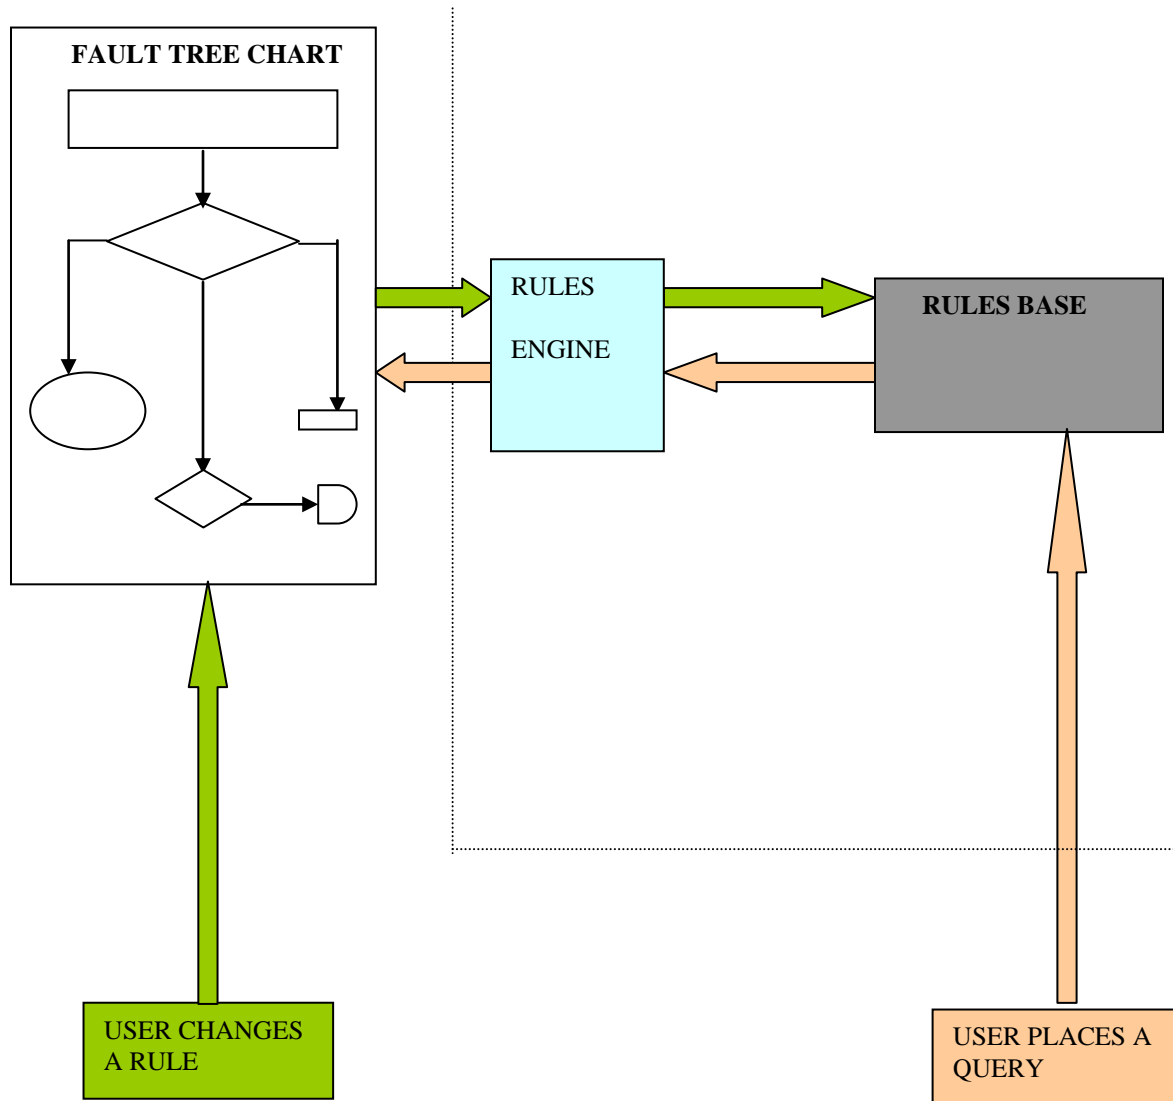 FAULT TREE CHART
RULES
ENGINE
RULES BASE
USER CHANGES
A RULE
USER PLACES A
QUERY